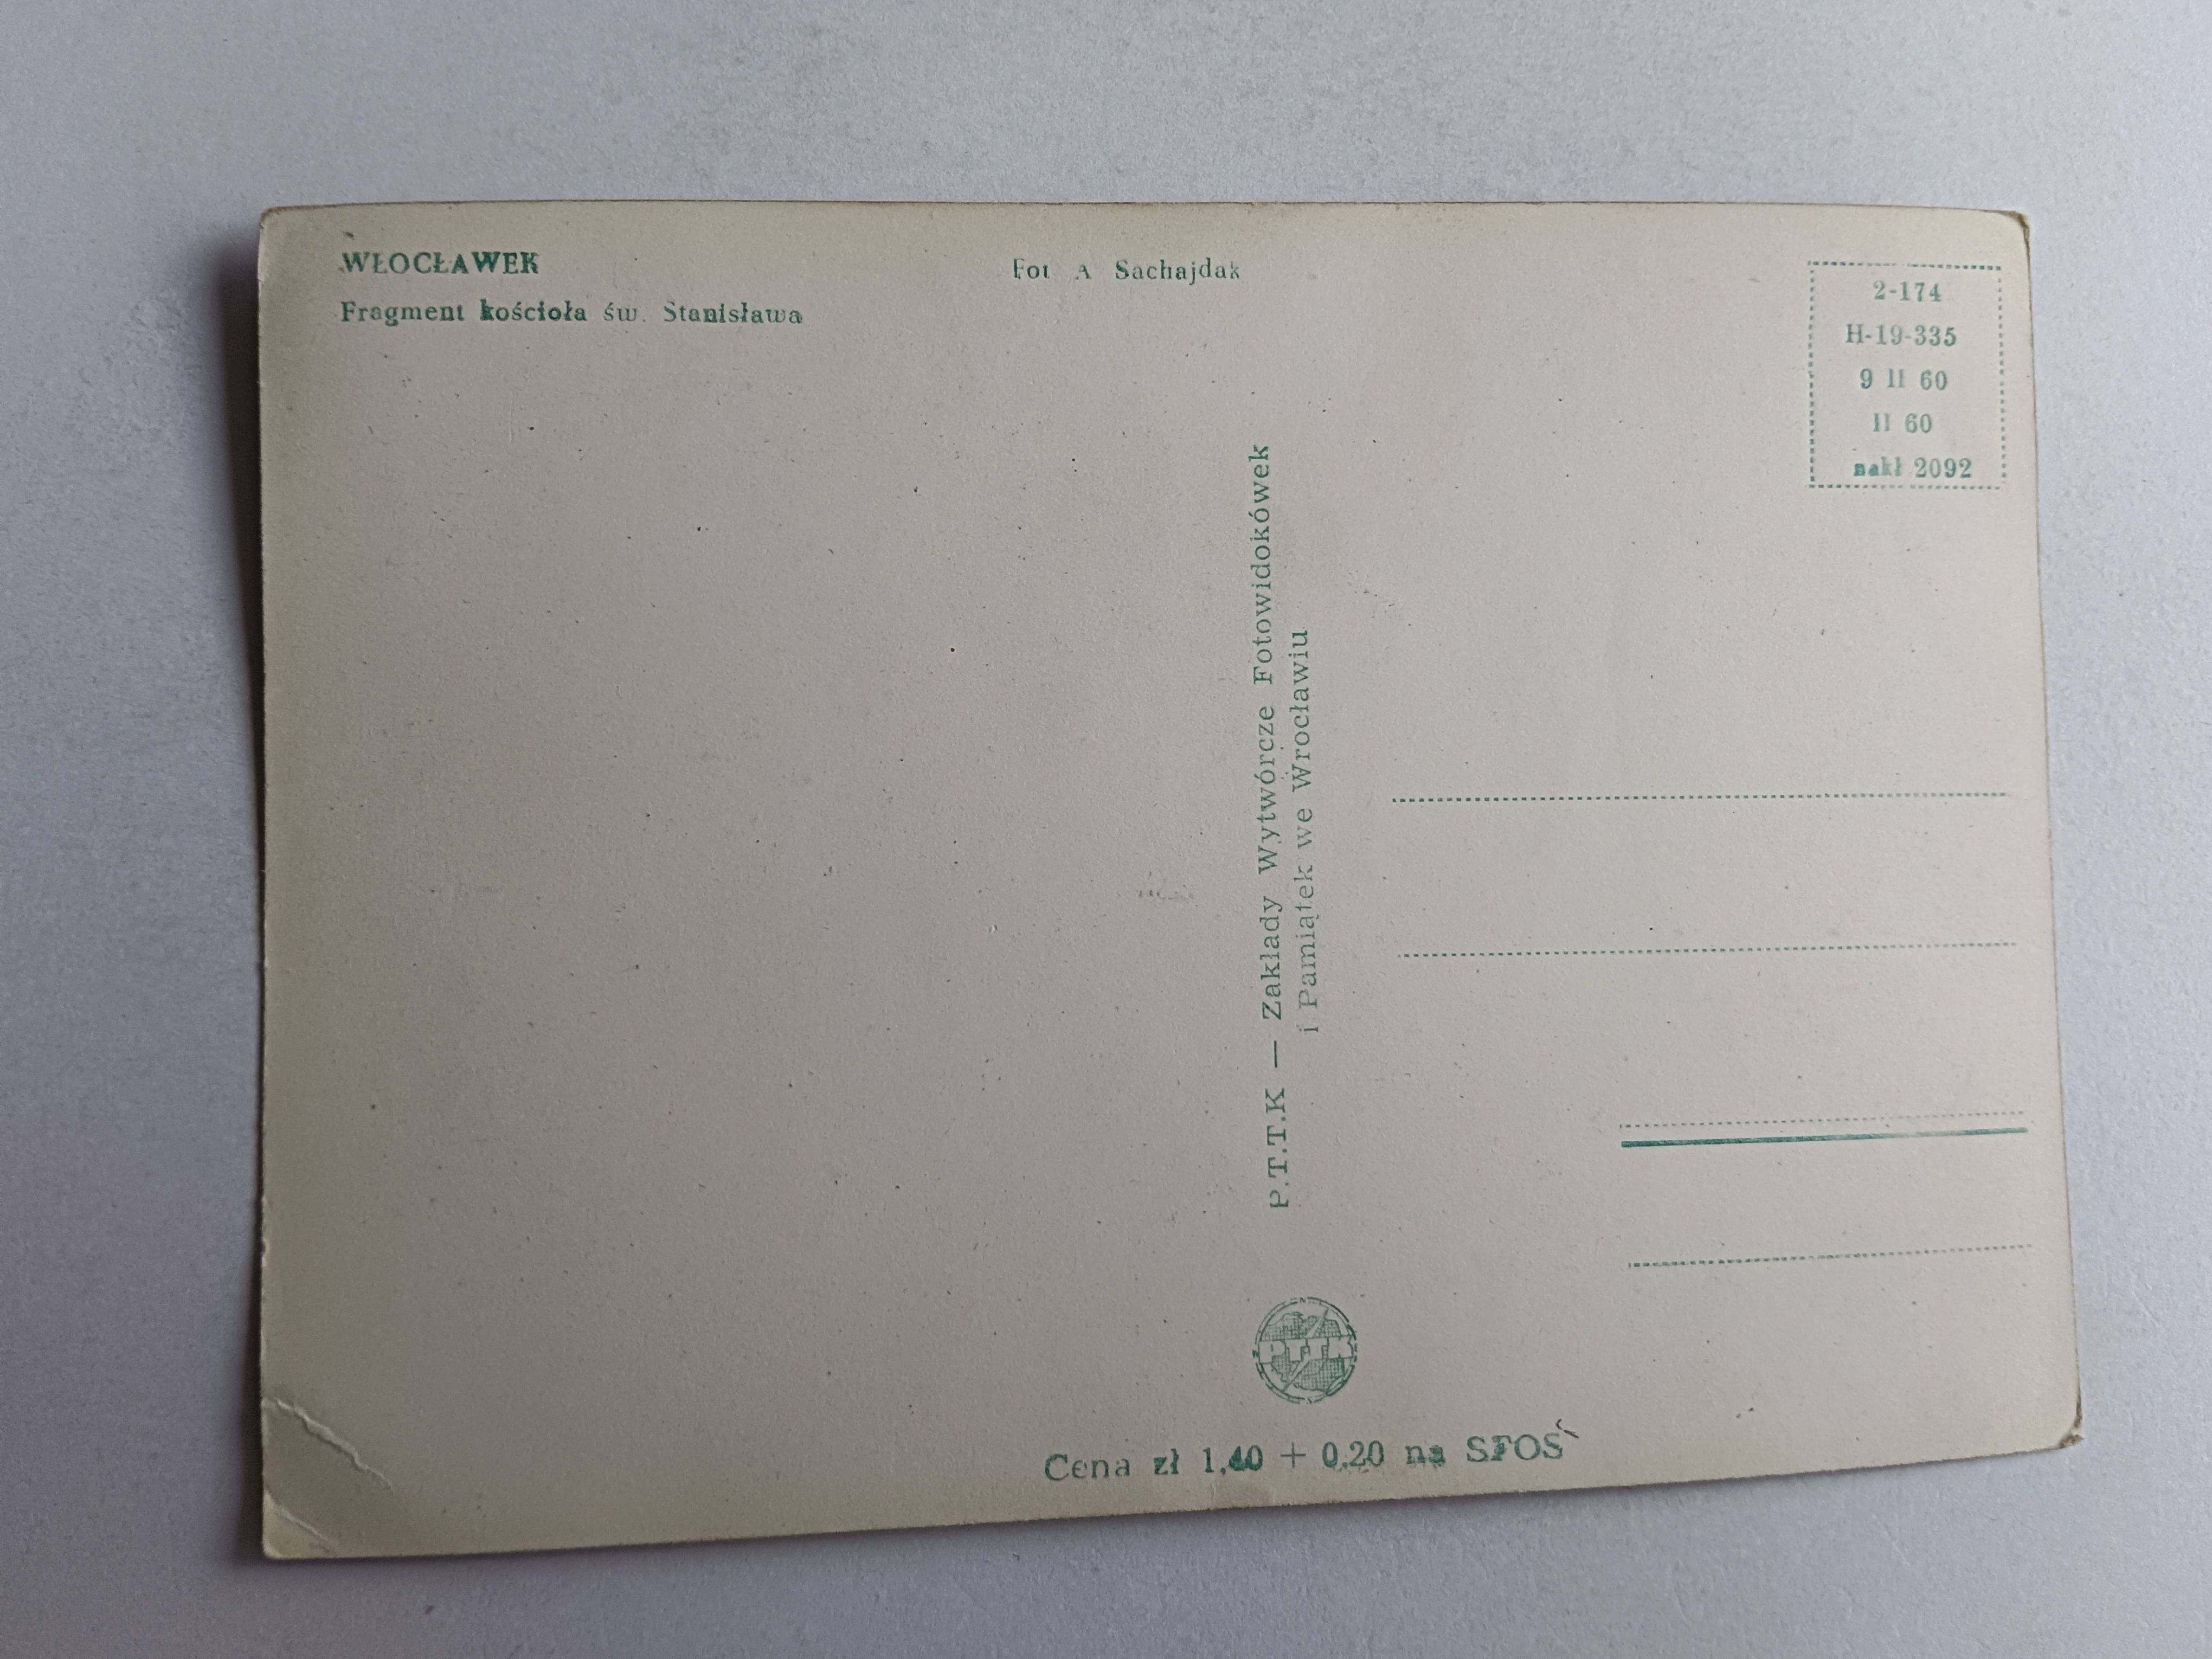 WŁOCŁAWEK
Fragment kościoła św. Stanisława
Fot A Sachajdak
2-174
H-19-335
9 II 60
II 60
nakł 2092
P.T.T.K — Zakłady Wytwórcze Fotowidokówek
i Pamiątek we Wrocławiu
PTTK
Cena zł 1,40 + 0,20 na SFOS